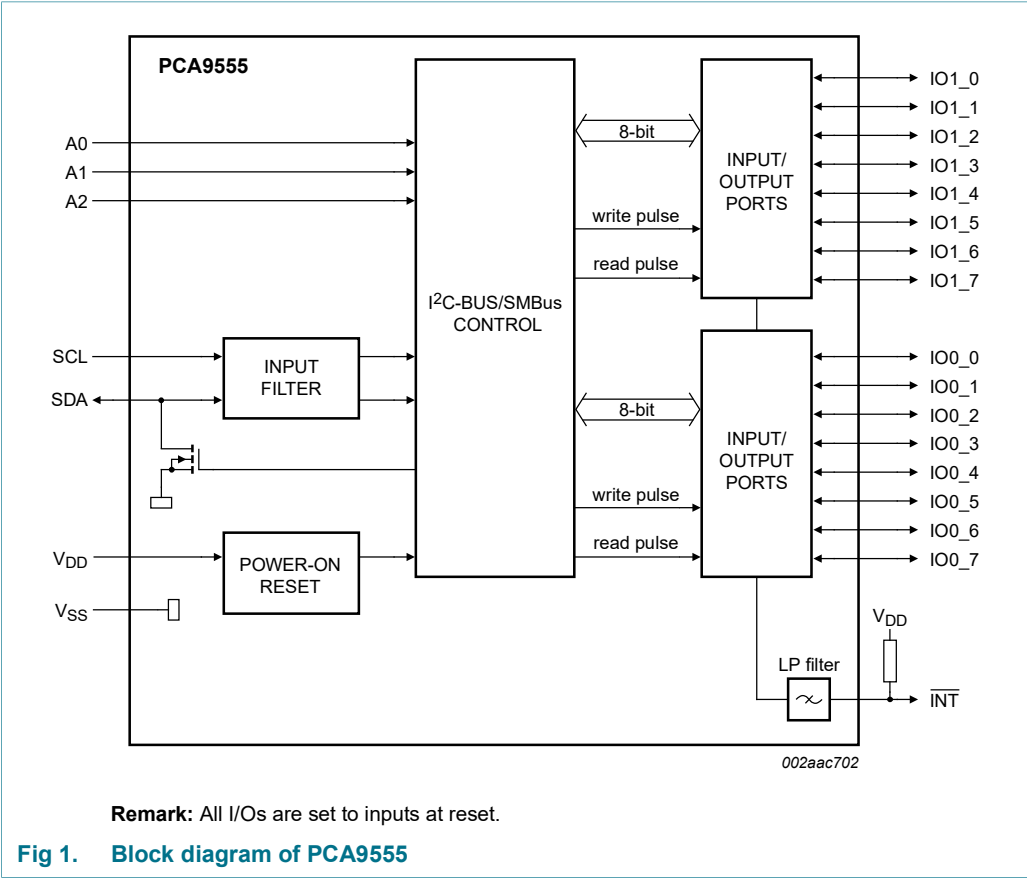 PCA9555
A0
A1
A2
SCL
SDA
VDD
VSS
INPUT
FILTER
POWER-ON
RESET
I2C-BUS/SMBus
CONTROL
8-bit
write pulse
read pulse
8-bit
write pulse
read pulse
INPUT/
OUTPUT
PORTS
INPUT/
OUTPUT
PORTS
IO1_0
IO1_1
IO1_2
IO1_3
IO1_4
IO1_5
IO1_6
IO1_7
IO0_0
IO0_1
IO0_2
IO0_3
IO0_4
IO0_5
IO0_6
IO0_7
VDD
LP filter
INT
002aac702
Remark: All I/Os are set to inputs at reset.
Fig 1. Block diagram of PCA9555